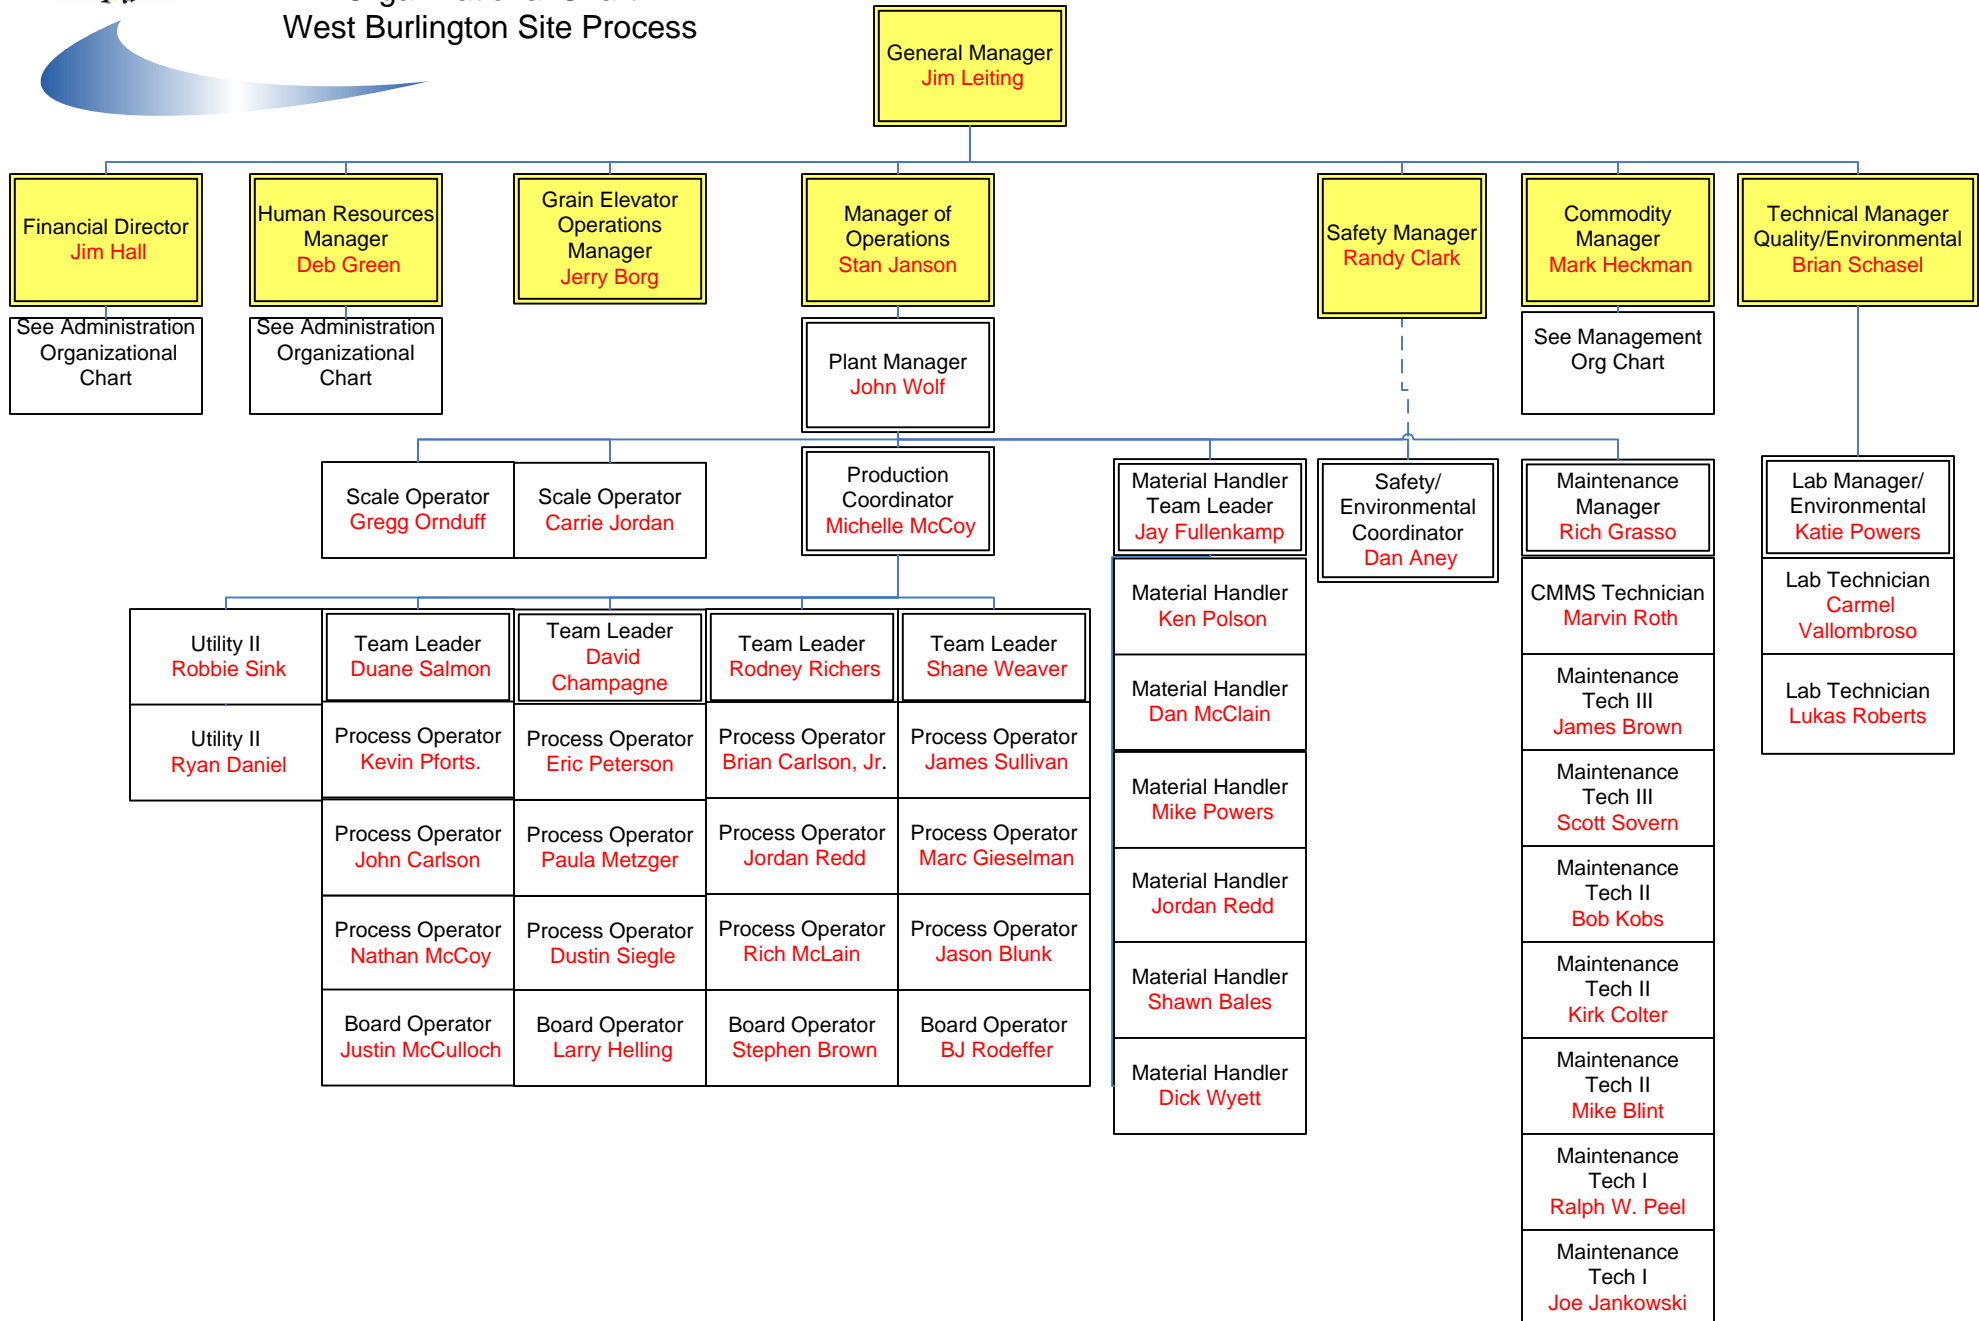 West Burlington Site Process
General Manager
Jim Leiting
Financial Director
Jim Hall
Human Resources
Manager
Deb Green
Grain Elevator
Operations
Manager
Jerry Borg
Manager of
Operations
Stan Janson
Safety Manager
Randy Clark
Commodity
Manager
Mark Heckman
Technical Manager
Quality/Environmental
Brian Schasel
See Administration
Organizational
Chart
See Administration
Organizational
Chart
Plant Manager
John Wolf
See Management
Org Chart
Scale Operator
Gregg Ornduff
Scale Operator
Carrie Jordan
Production
Coordinator
Michelle McCoy
Material Handler
Team Leader
Jay Fullenkamp
Safety/
Environmental
Coordinator
Dan Aney
Maintenance
Manager
Rich Grasso
Lab Manager/
Environmental
Katie Powers
Utility II
Robbie Sink
Utility II
Ryan Daniel
Team Leader
Duane Salmon
Process Operator
Kevin Pforts.
Process Operator
John Carlson
Process Operator
Nathan McCoy
Board Operator
Justin McCulloch
Team Leader
David
Champagne
Process Operator
Eric Peterson
Process Operator
Paula Metzger
Process Operator
Dustin Siegle
Board Operator
Larry Helling
Team Leader
Rodney Richers
Process Operator
Brian Carlson, Jr.
Process Operator
Jordan Redd
Process Operator
Rich McLain
Board Operator
Stephen Brown
Team Leader
Shane Weaver
Process Operator
James Sullivan
Process Operator
Marc Gieselman
Process Operator
Jason Blunk
Board Operator
BJ Rodeffer
Material Handler
Ken Polson
Material Handler
Dan McClain
Material Handler
Mike Powers
Material Handler
Jordan Redd
Material Handler
Shawn Bales
Material Handler
Dick Wyett
CMMS Technician
Marvin Roth
Maintenance
Tech III
James Brown
Maintenance
Tech III
Scott Sovern
Maintenance
Tech II
Bob Kobs
Maintenance
Tech II
Kirk Colter
Maintenance
Tech II
Mike Blint
Maintenance
Tech I
Ralph W. Peel
Maintenance
Tech I
Joe Jankowski
Lab Technician
Carmel
Vallombroso
Lab Technician
Lukas Roberts